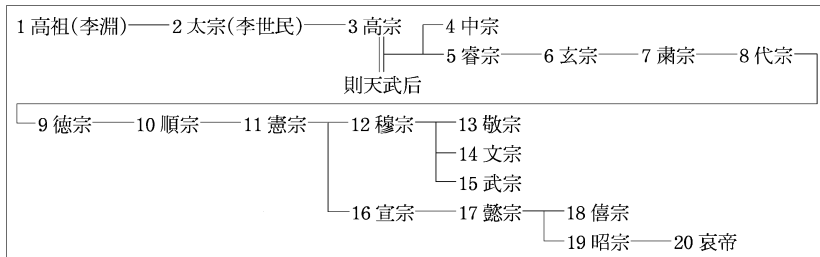 1 高祖(李淵) 2 太宗(李世民) 3 高宗 4 中宗
5 睿宗 6 玄宗 7 粛宗 8 代宗
則天武后
9 徳宗 10 順宗 11 憲宗 12 穆宗 13 敬宗
14 文宗
15 武宗
16 宣宗 17 懿宗 18 僖宗
19 昭宗 20 哀帝